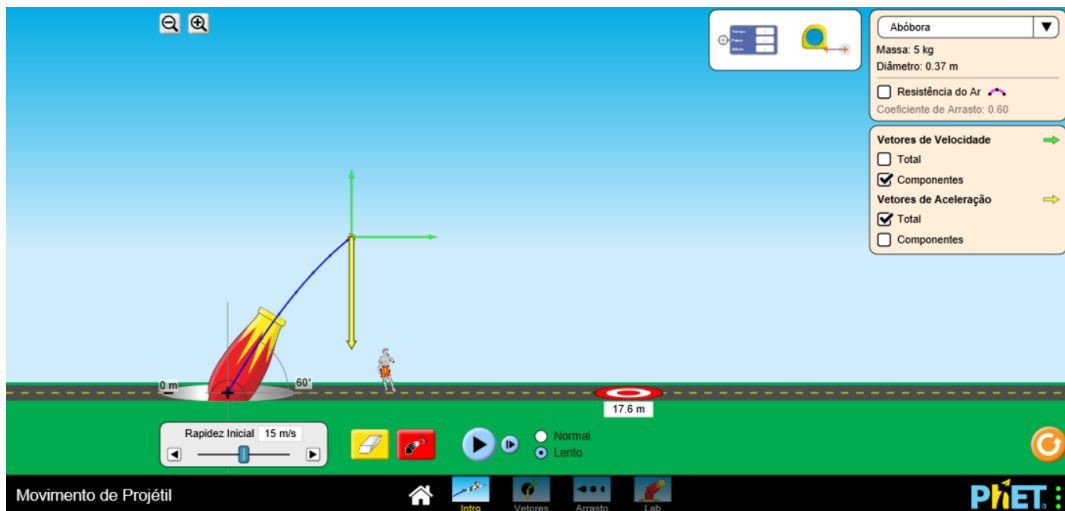 Abóbora
Massa: 5 kg
Diâmetro: 0.37 m
Resistência do Ar
Coeficiente de Arrasto: 0.60
Vetores de Velocidade
Total
Componentes
Vetores de Aceleração
Total
Componentes
0 m
60°
17.6 m
Rapidez Inicial 15 m/s
Normal
Lento
Movimento de Projétil
Intro
Vetores
Arrasto
Lab
PhET